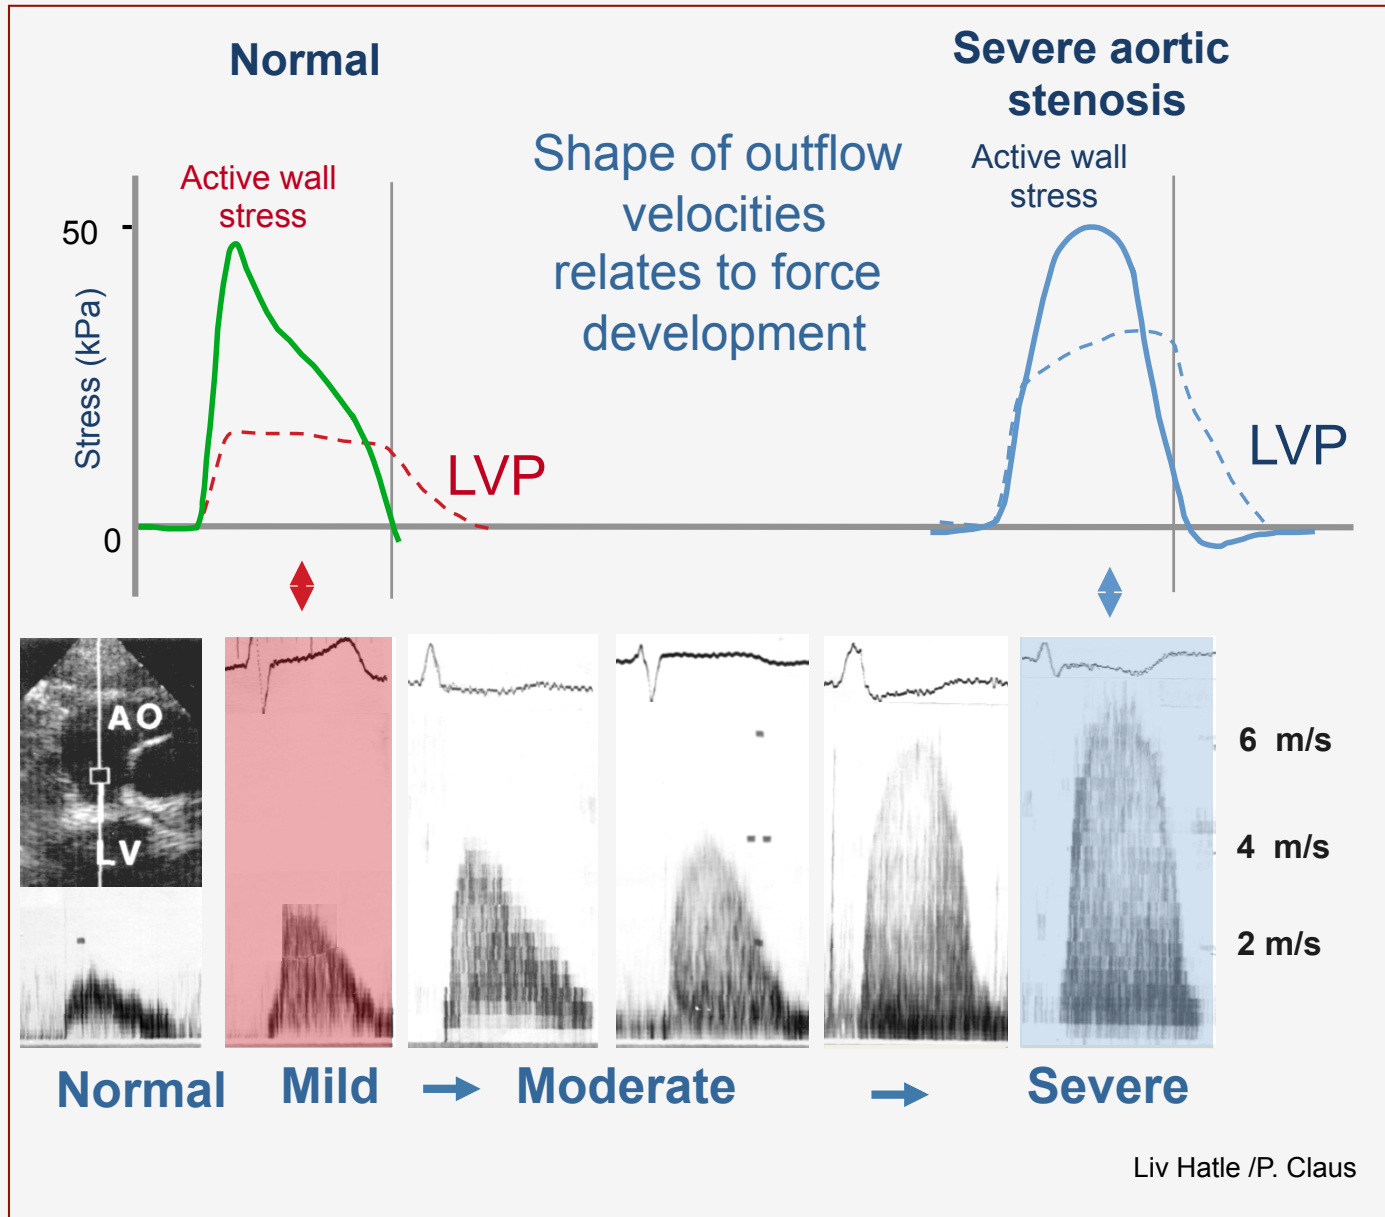 Normal
Severe aortic
stenosis
Shape of outflow
velocities
relates to force
development
Active wall
stress
Active wall
stress
50
Stress (kPa)
0
LVP
LVP
AO
LV
6 m/s
4 m/s
2 m/s
Normal
Mild
Moderate
Severe
Liv Hatle /P. Claus